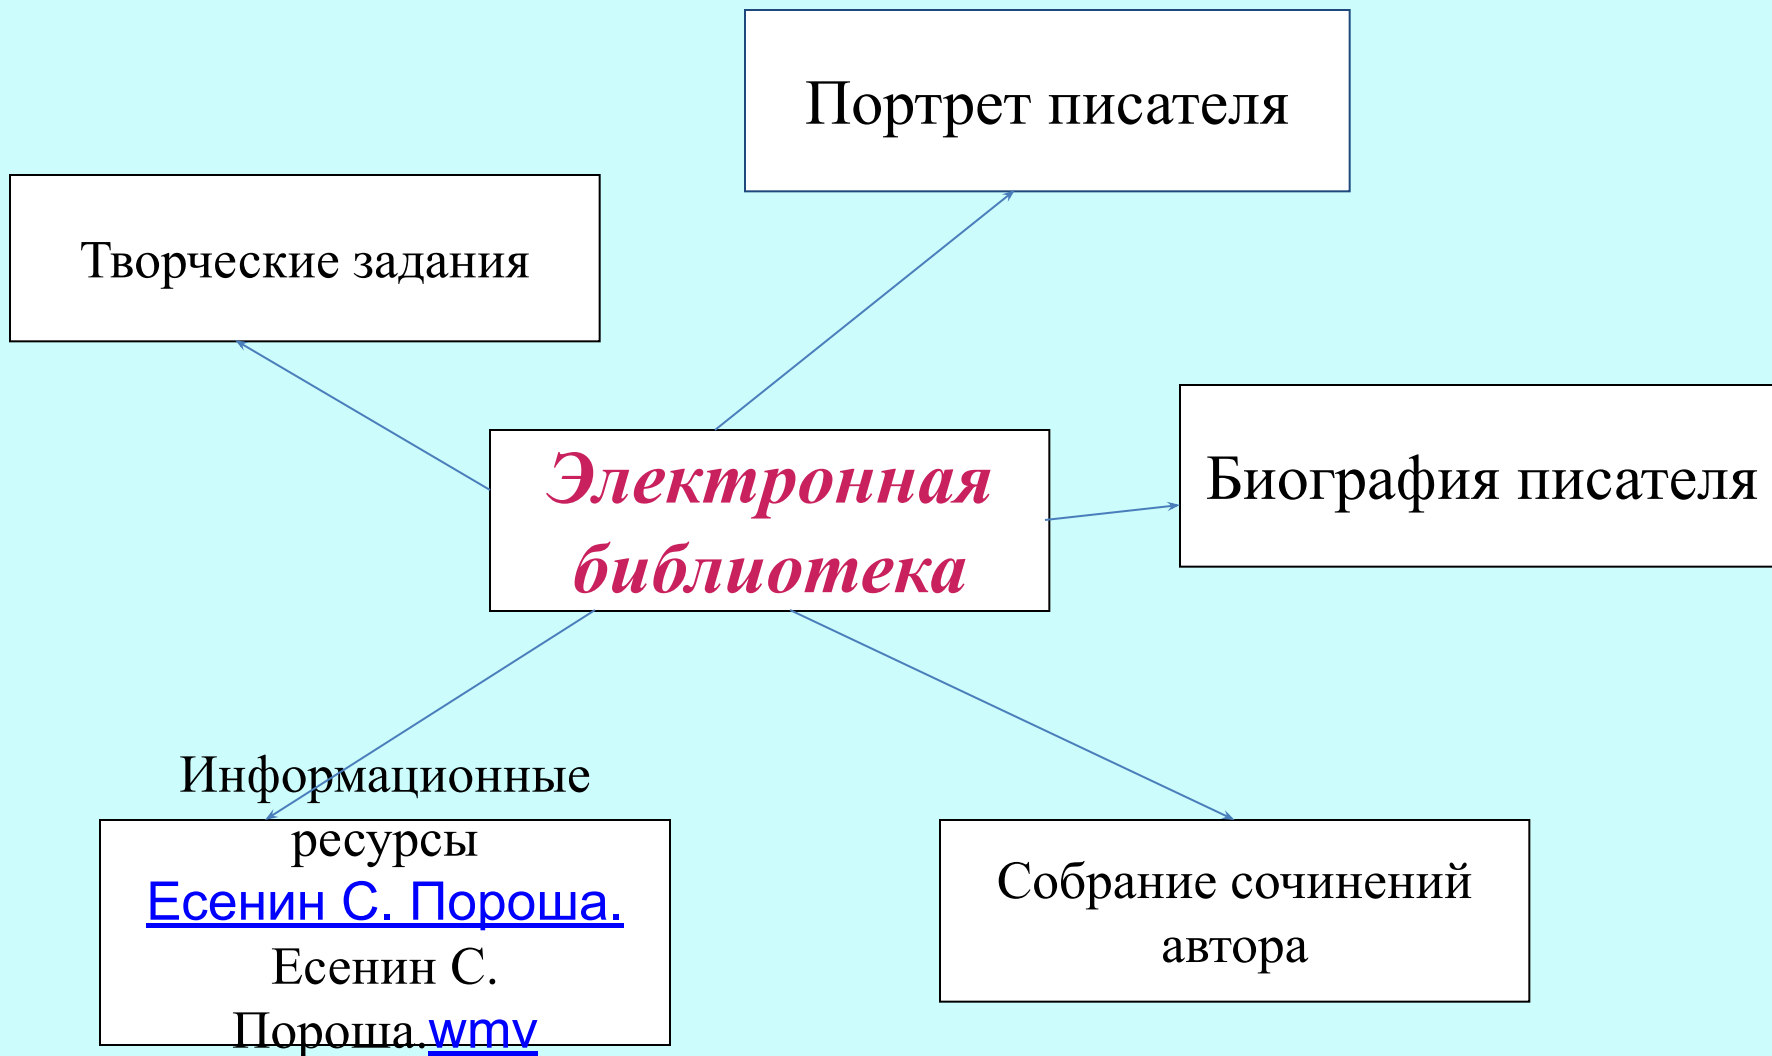 Портрет писателя
Творческие задания
Электронная
библиотека
Биография писателя
Информационные
ресурсы
Есенин С. Пороша.
Есенин С.
Пороша.wmv
Собрание сочинений
автора